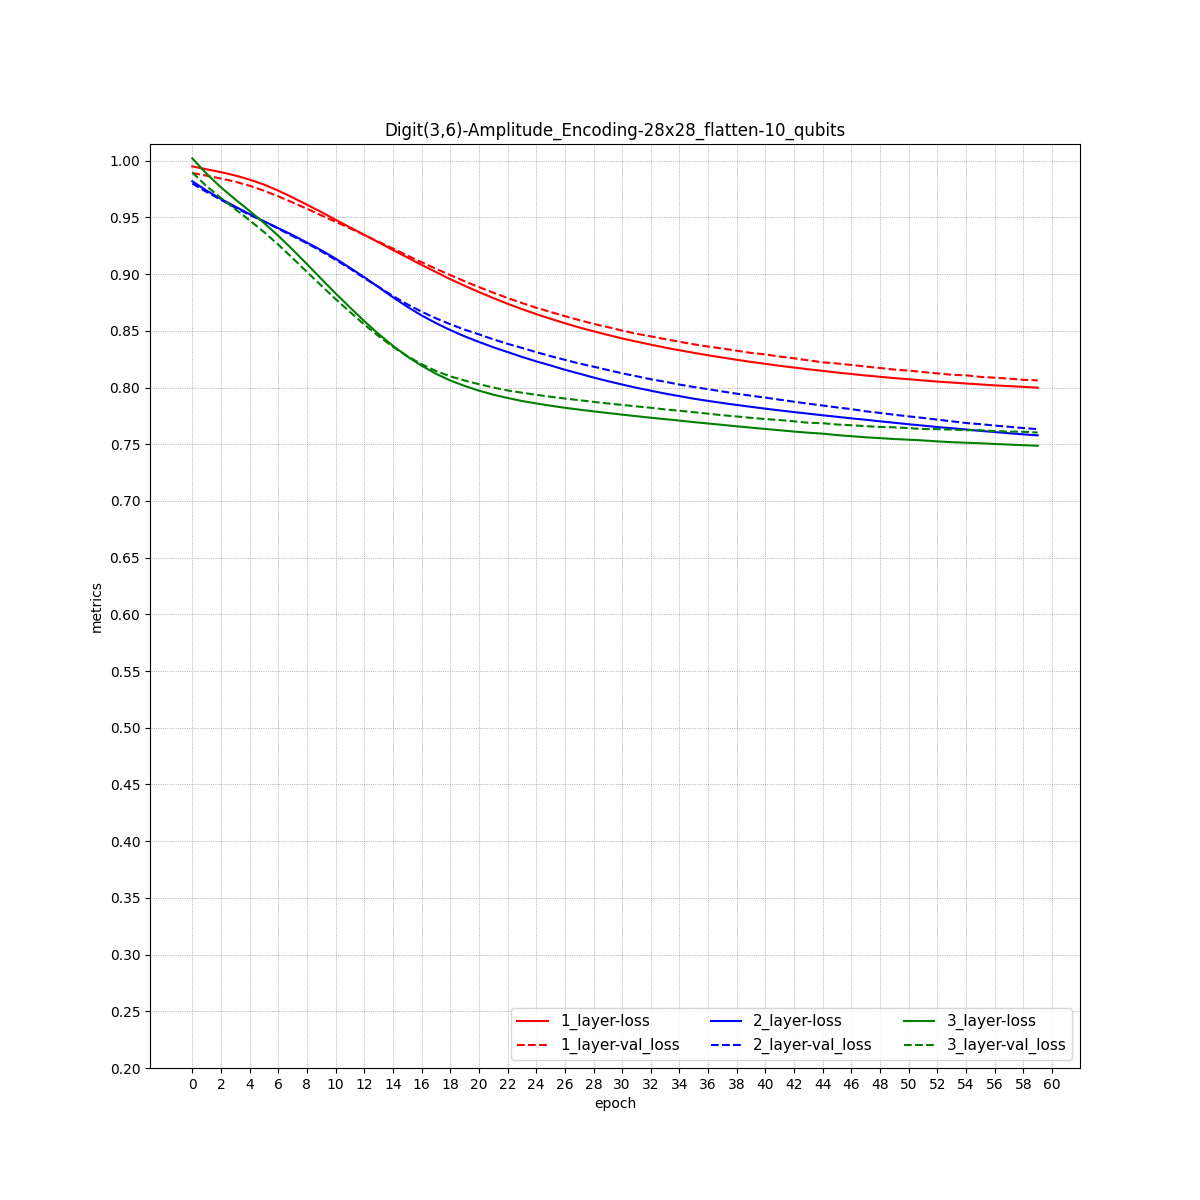 Digit(3,6)-Amplitude_Encoding-28x28_flatten-10_qubits
1.00
0.95
0.90
0.85
0.80
0.75
0.70
0.65
0.60
0.55
0.50
0.45
0.40
0.35
0.30
0.25
0.20
metrics
1_layer-loss 2_layer-loss 3_layer-loss
1_layer-val_loss 2_layer-val_loss 3_layer-val_loss
0 2 4 6 8 10 12 14 16 18 20 22 24 26 28 30 32 34 36 38 40 42 44 46 48 50 52 54 56 58 60
epoch